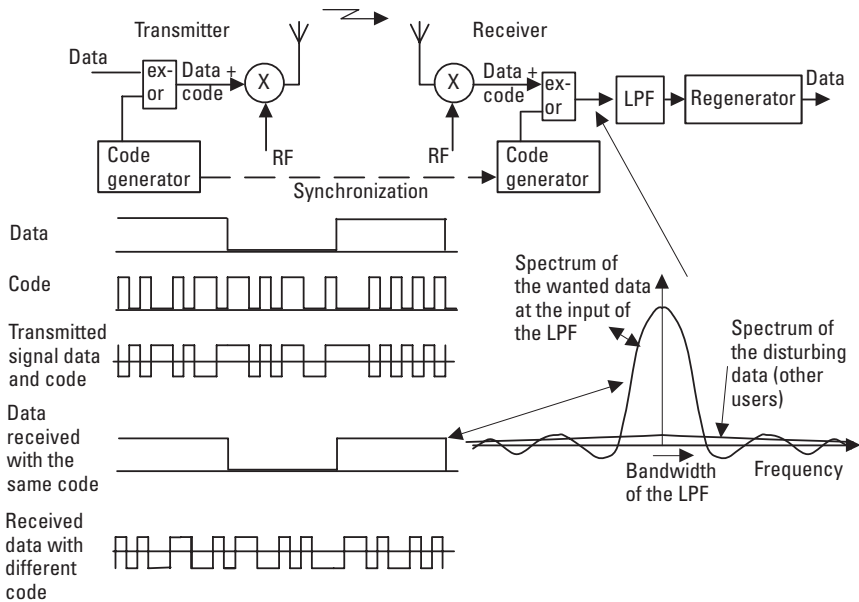 Transmitter
Receiver
Data
ex-
or
Data +
code
X
RF
Code
generator
Synchronization
X
RF
Data +
code
ex-
or
Code
generator
LPF
Regenerator
Data
Data
Code
Transmitted
signal data
and code
Data
received
with the
same code
Received
data with
different
code
Spectrum of
the wanted data
at the input of
the LPF
Spectrum of
the disturbing
data (other
users)
Bandwidth
of the LPF
Frequency